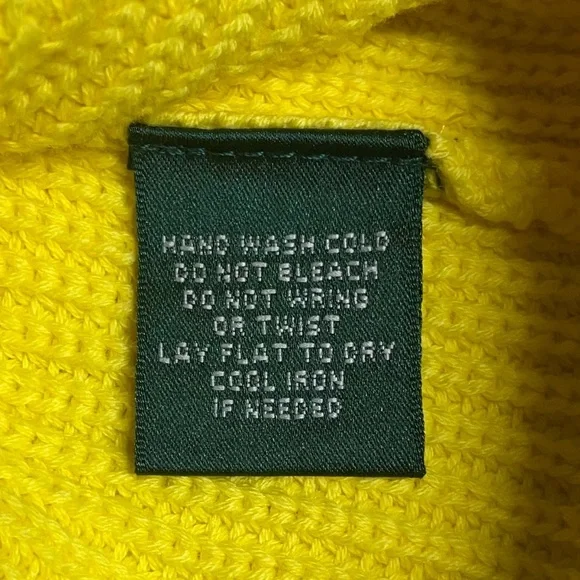 HAND WASH COLD
DO NOT BLEACH
DO NOT WRING
OR TWIST
LAY FLAT TO DRY
COOL IRON
IF NEEDED